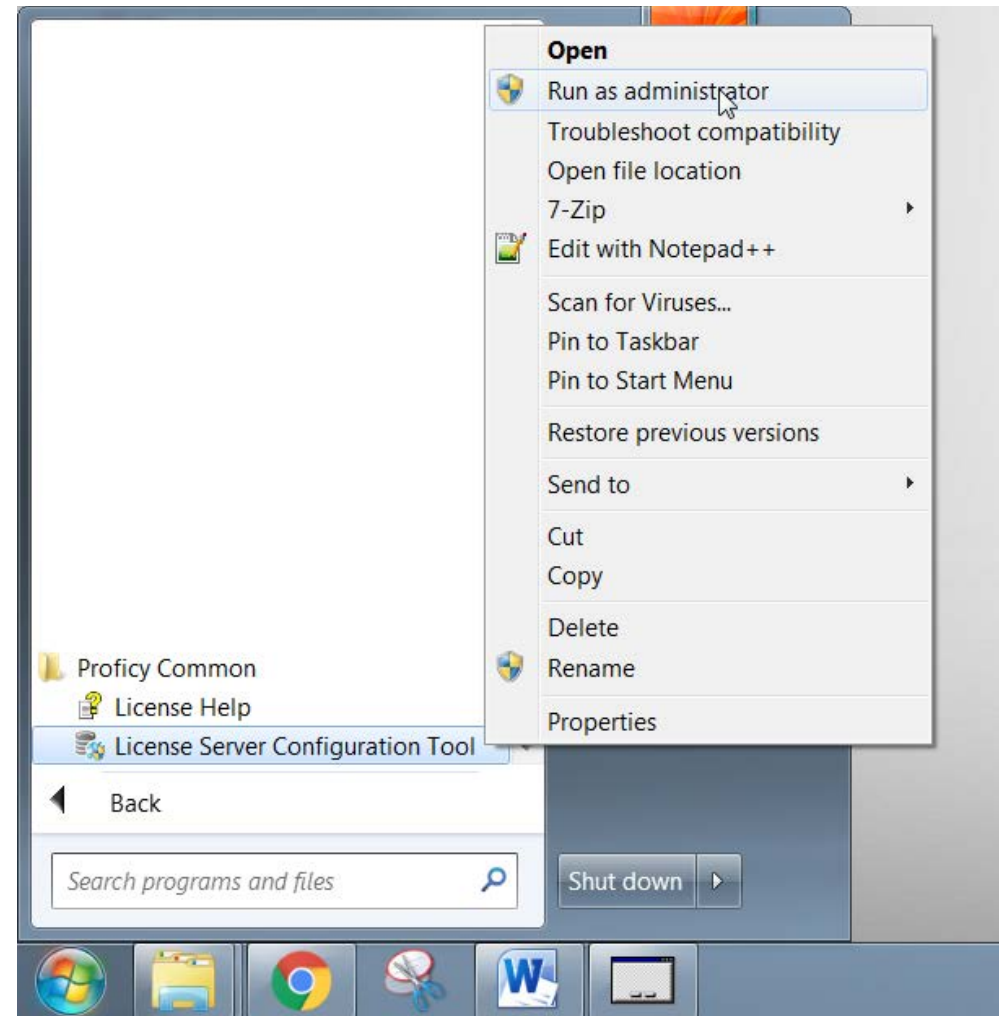 Open
Run as administrator
Troubleshoot compatibility
Open file location
7-Zip
Edit with Notepad++
Scan for Viruses...
Pin to Taskbar
Pin to Start Menu
Restore previous versions
Send to
Cut
Copy
Delete
Rename
Properties
Proficy Common
License Help
License Server Configuration Tool
Back
Search programs and files
Shut down
W